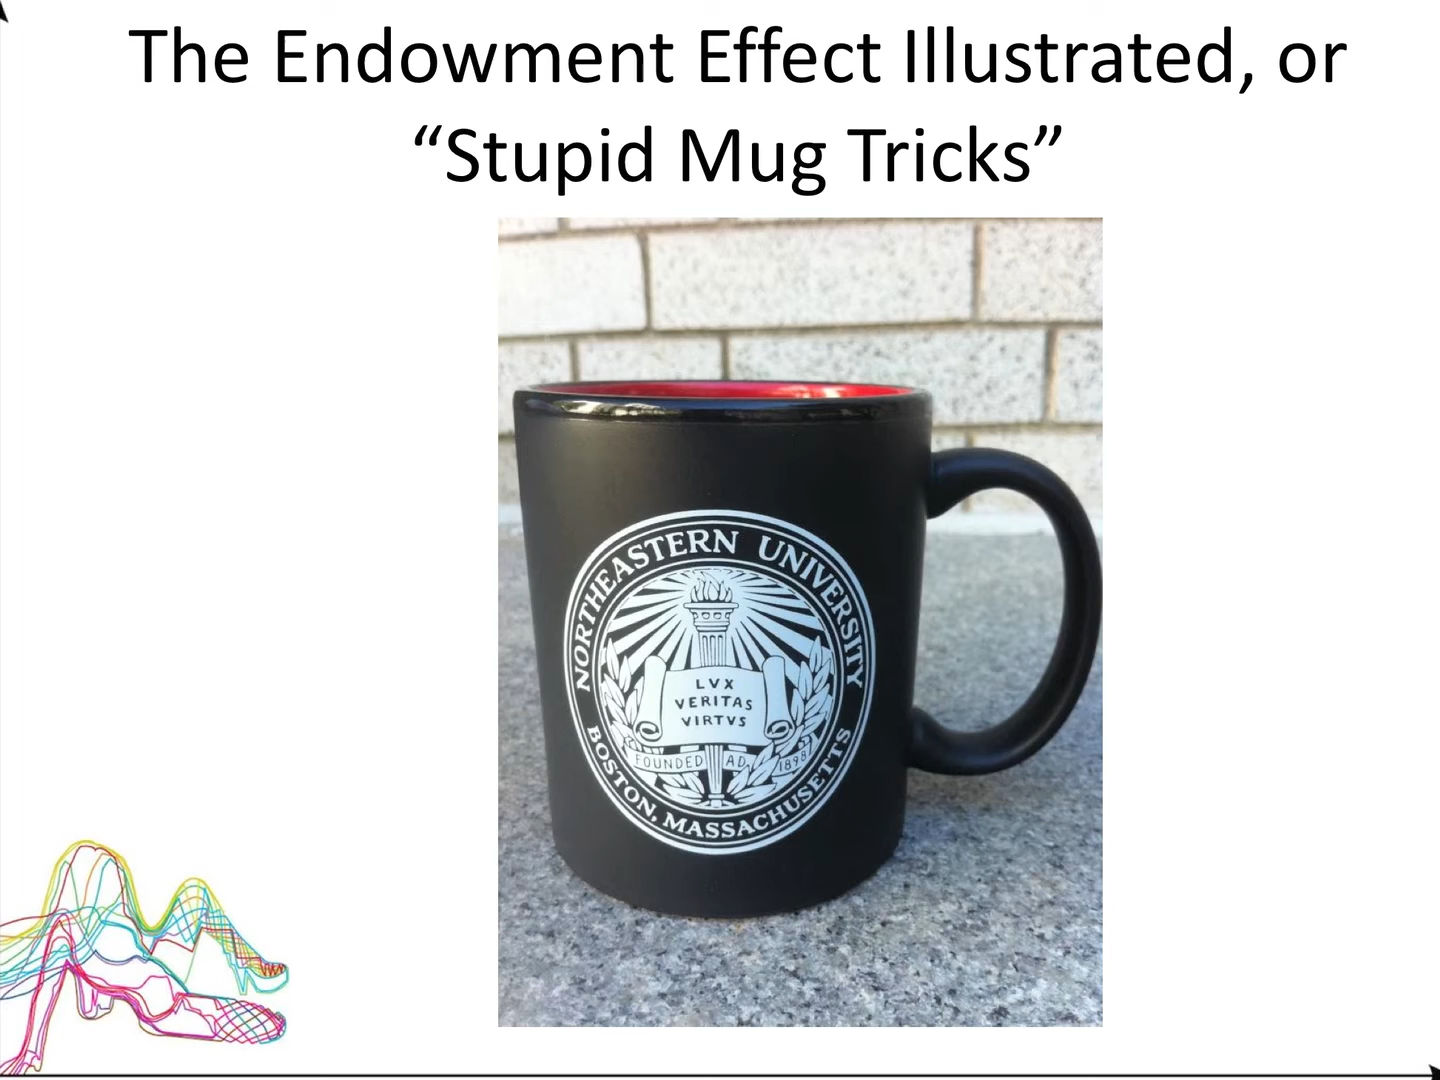 The Endowment Effect Illustrated, or
“Stupid Mug Tricks”
NORTHEASTERN UNIVERSITY
LVX
VERITAS
VIRTVS
FOUNDED AD 1898
BOSTON, MASSACHUSETTS